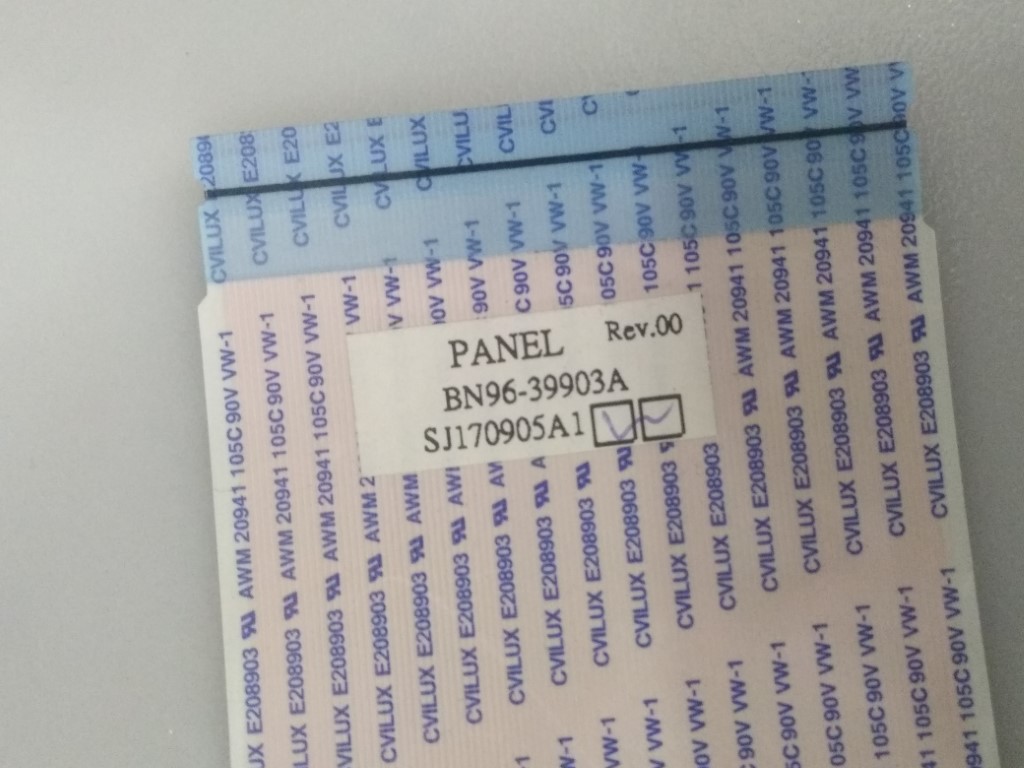 PANEL Rev.00
BN96-39903A
SJ170905A1
CVILUX E208903 AWM 20941 105C 90V VW-1